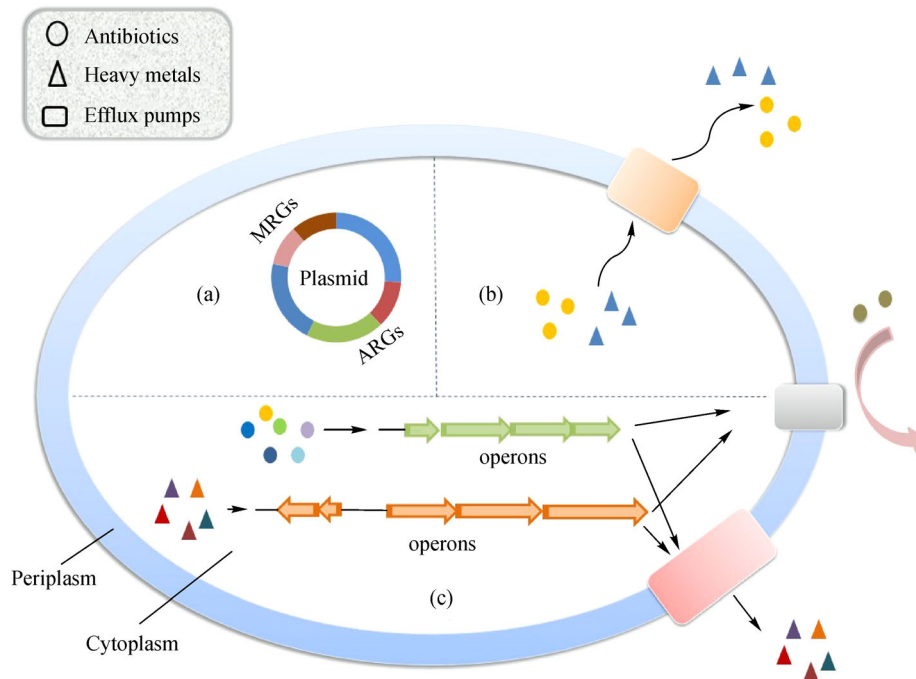 Antibiotics
Heavy metals
Efflux pumps
MRGs
(a)
Plasmid
ARGs
(b)
operons
operons
(c)
Periplasm
Cytoplasm